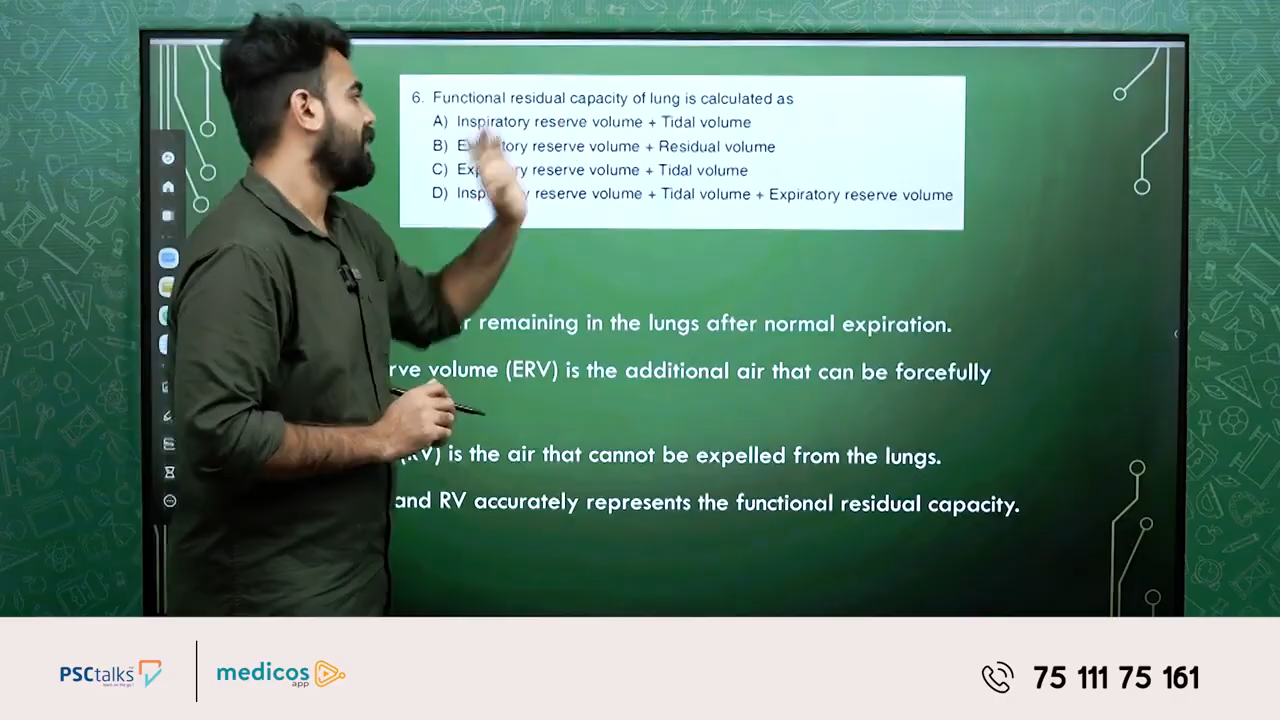 6. Functional residual capacity of lung is calculated as
A) Inspiratory reserve volume + Tidal volume
B) reserve volume + Residual volume
C) reserve volume + Tidal volume
D) reserve volume + Tidal volume + Expiratory reserve volume
remaining in the lungs after normal expiration.
volume (ERV) is the additional air that can be forcefully
(RV) is the air that cannot be expelled from the lungs.
and RV accurately represents the functional residual capacity.
PSCtalks
medicos
app
75 111 75 161